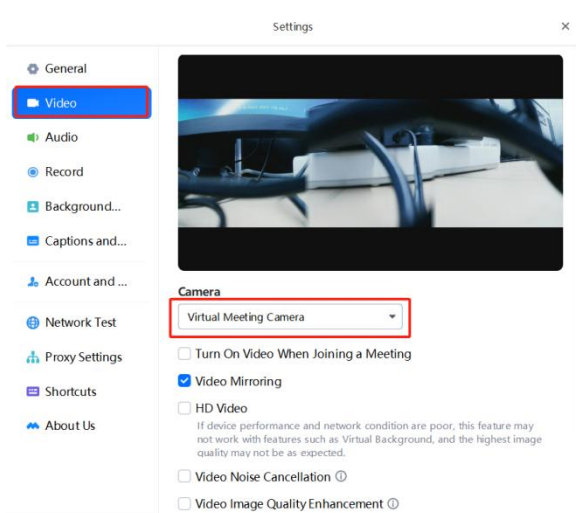 Settings
General
Video
Audio
Record
Background...
Captions and...
Account and ...
Network Test
Proxy Settings
Shortcuts
About Us
Camera
Virtual Meeting Camera
Turn On Video When Joining a Meeting
Video Mirroring
HD Video
If device performance and network condition are poor, this feature may
not work with features such as Virtual Background, and the highest image
quality may not be as expected.
Video Noise Cancellation
Video Image Quality Enhancement